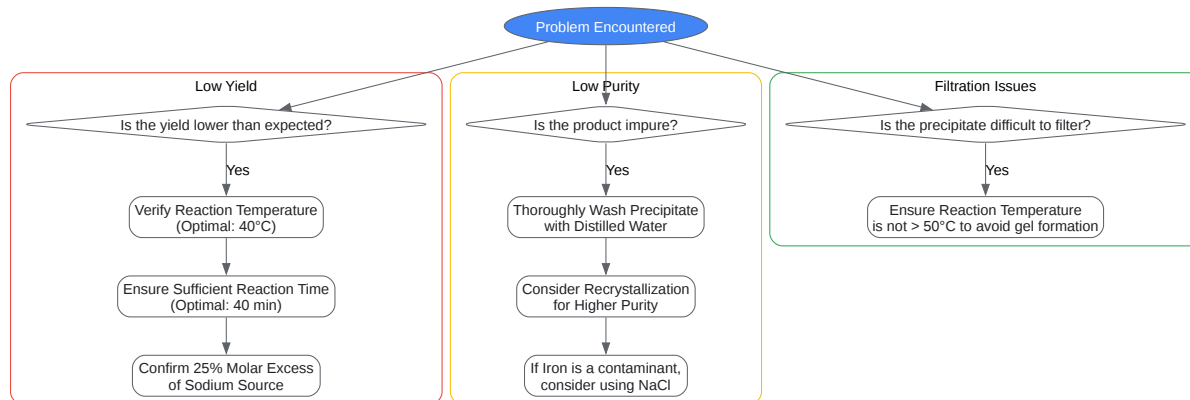 Problem Encountered
Low Yield
Is the yield lower than expected?
Yes
Verify Reaction Temperature
(Optimal: 40°C)
Ensure Sufficient Reaction Time
(Optimal: 40 min)
Confirm 25% Molar Excess
of Sodium Source
Low Purity
Is the product impure?
Yes
Thoroughly Wash Precipitate
with Distilled Water
Consider Recrystallization
for Higher Purity
If Iron is a contaminant,
consider using NaCl
Filtration Issues
Is the precipitate difficult to filter?
Yes
Ensure Reaction Temperature
is not > 50°C to avoid gel formation